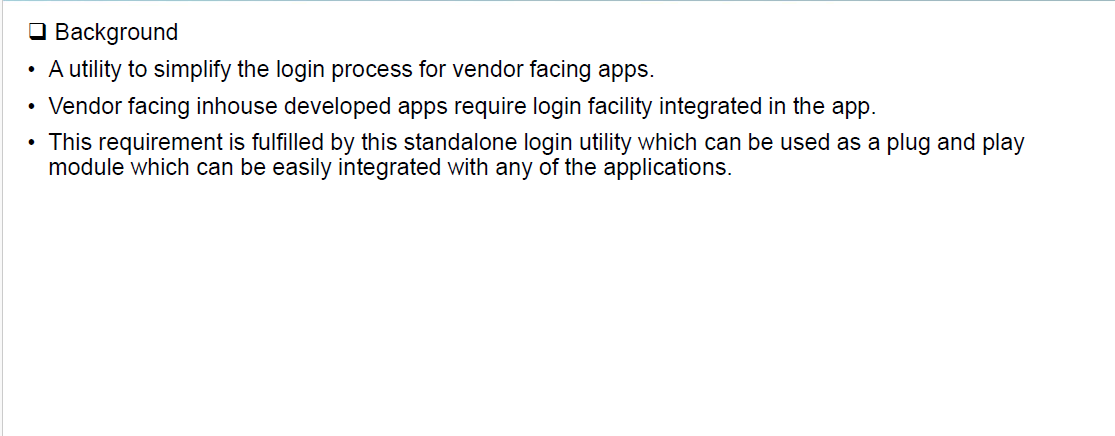 ❑ Background
• A utility to simplify the login process for vendor facing apps.
• Vendor facing inhouse developed apps require login facility integrated in the app.
• This requirement is fulfilled by this standalone login utility which can be used as a plug and play
module which can be easily integrated with any of the applications.